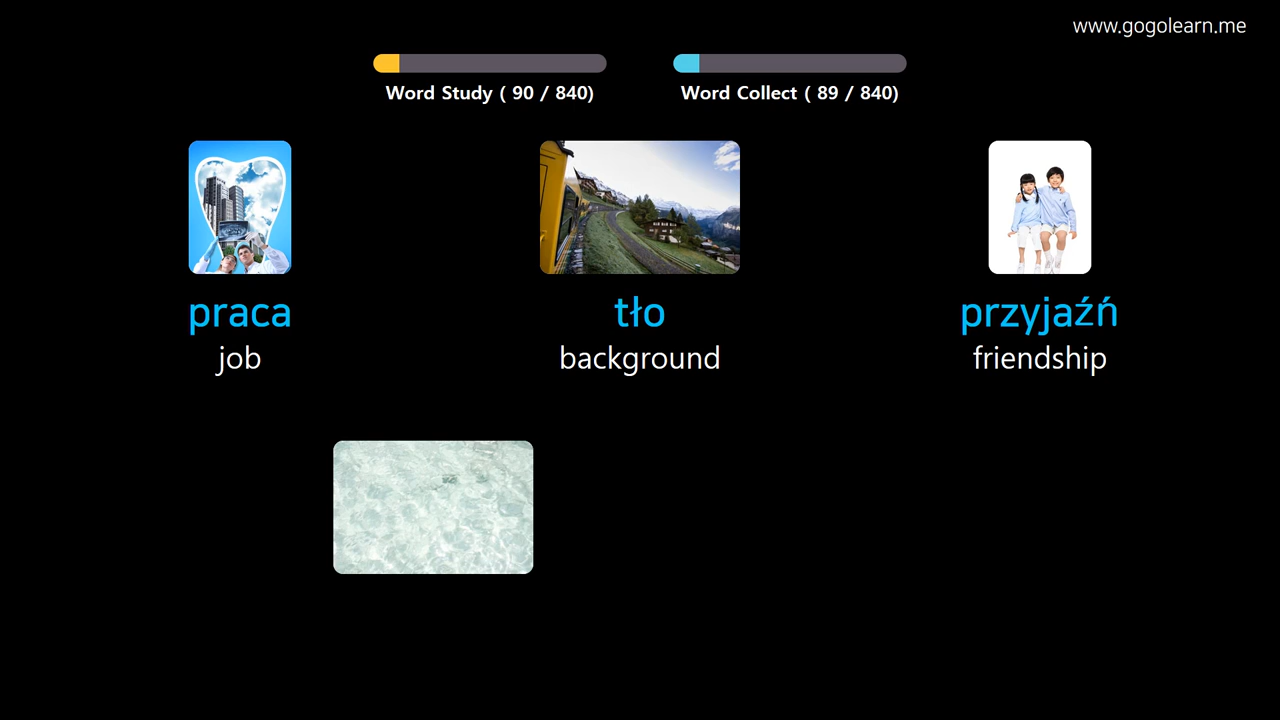 www.gogolearn.me
Word Study ( 90 / 840)
Word Collect ( 89 / 840)
praca
job
tło
background
przyjaźń
friendship